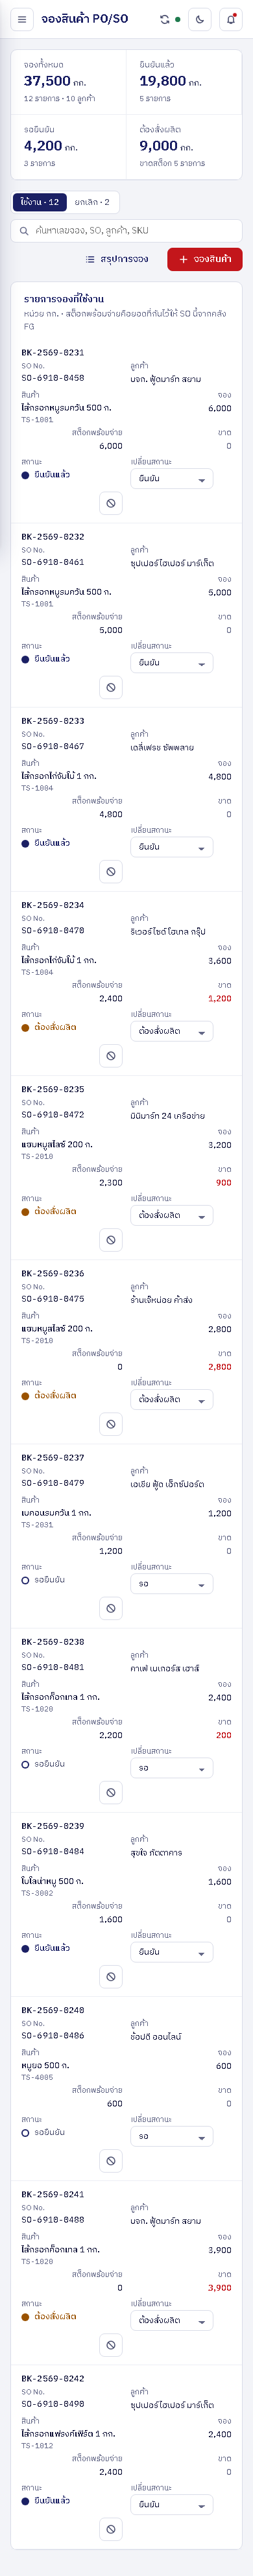 จองสินค้า PO/SO
จองทั้งหมด
37,500 กก.
12 รายการ · 10 ลูกค้า
ยืนยันแล้ว
19,800 กก.
5 รายการ
รอยืนยัน
4,200 กก.
3 รายการ
ต้องสั่งผลิต
9,000 กก.
ขาดสต็อก 5 รายการ
ใช้งาน · 12
ยกเลิก · 2
ค้นหาเลขจอง, SO, ลูกค้า, SKU
สรุปการจอง
+ จองสินค้า
รายการจองที่ใช้งาน
หน่วย กก. · สต็อกพร้อมจ่ายคือยอดที่กันไว้ให้ SO นี้จากคลัง
FG
BK-2569-0231
SO No.
SO-6918-0458
ลูกค้า
บจก. ฟู้ดมาร์ท สยาม
สินค้า
ไส้กรอกหมูรมควัน 500 ก.
TS-1001
จอง
6,000
สต็อกพร้อมจ่าย
6,000
ขาด
0
สถานะ
ยืนยันแล้ว
เปลี่ยนสถานะ
ยืนยัน
BK-2569-0232
SO No.
SO-6918-0461
ลูกค้า
ซุปเปอร์ไฮเปอร์ มาร์เก็ต
สินค้า
ไส้กรอกหมูรมควัน 500 ก.
TS-1001
จอง
5,000
สต็อกพร้อมจ่าย
5,000
ขาด
0
สถานะ
ยืนยันแล้ว
เปลี่ยนสถานะ
ยืนยัน
BK-2569-0233
SO No.
SO-6918-0467
ลูกค้า
เดลี่เฟรช ซัพพลาย
สินค้า
ไส้กรอกไก่จัมโบ้ 1 กก.
TS-1004
จอง
4,800
สต็อกพร้อมจ่าย
4,800
ขาด
0
สถานะ
ยืนยันแล้ว
เปลี่ยนสถานะ
ยืนยัน
BK-2569-0234
SO No.
SO-6918-0470
ลูกค้า
ริเวอร์ไซด์ โฮเทล กรุ๊ป
สินค้า
ไส้กรอกไก่จัมโบ้ 1 กก.
TS-1004
จอง
3,600
สต็อกพร้อมจ่าย
2,400
ขาด
1,200
สถานะ
ต้องสั่งผลิต
เปลี่ยนสถานะ
ต้องสั่งผลิต
BK-2569-0235
SO No.
SO-6918-0472
ลูกค้า
มินิมาร์ท 24 เครือข่าย
สินค้า
แฮมหมูสไลซ์ 200 ก.
TS-2010
จอง
3,200
สต็อกพร้อมจ่าย
2,300
ขาด
900
สถานะ
ต้องสั่งผลิต
เปลี่ยนสถานะ
ต้องสั่งผลิต
BK-2569-0236
SO No.
SO-6918-0475
ลูกค้า
ร้านเจ๊หน่อย ค้าส่ง
สินค้า
แฮมหมูสไลซ์ 200 ก.
TS-2010
จอง
2,800
สต็อกพร้อมจ่าย
0
ขาด
2,800
สถานะ
ต้องสั่งผลิต
เปลี่ยนสถานะ
ต้องสั่งผลิต
BK-2569-0237
SO No.
SO-6918-0479
ลูกค้า
เอเชีย ฟู้ด เอ็กซ์ปอร์ต
สินค้า
เบคอนรมควัน 1 กก.
TS-2031
จอง
1,200
สต็อกพร้อมจ่าย
1,200
ขาด
0
สถานะ
รอยืนยัน
เปลี่ยนสถานะ
รอ
BK-2569-0238
SO No.
SO-6918-0481
ลูกค้า
คาเฟ่ เมเกอร์ส เฮาส์
สินค้า
ไส้กรอกค็อกเทล 1 กก.
TS-1020
จอง
2,400
สต็อกพร้อมจ่าย
2,200
ขาด
200
สถานะ
รอยืนยัน
เปลี่ยนสถานะ
รอ
BK-2569-0239
SO No.
SO-6918-0484
ลูกค้า
สุขใจ ภัตตาคาร
สินค้า
โบโลน่าหมู 500 ก.
TS-3002
จอง
1,600
สต็อกพร้อมจ่าย
1,600
ขาด
0
สถานะ
ยืนยันแล้ว
เปลี่ยนสถานะ
ยืนยัน
BK-2569-0240
SO No.
SO-6918-0486
ลูกค้า
ช้อปดี ออนไลน์
สินค้า
หมูยอ 500 ก.
TS-4005
จอง
600
สต็อกพร้อมจ่าย
600
ขาด
0
สถานะ
รอยืนยัน
เปลี่ยนสถานะ
รอ
BK-2569-0241
SO No.
SO-6918-0488
ลูกค้า
บจก. ฟู้ดมาร์ท สยาม
สินค้า
ไส้กรอกค็อกเทล 1 กก.
TS-1020
จอง
3,900
สต็อกพร้อมจ่าย
0
ขาด
3,900
สถานะ
ต้องสั่งผลิต
เปลี่ยนสถานะ
ต้องสั่งผลิต
BK-2569-0242
SO No.
SO-6918-0490
ลูกค้า
ซุปเปอร์ไฮเปอร์ มาร์เก็ต
สินค้า
ไส้กรอกแฟรงค์เฟิร์ต 1 กก.
TS-1012
จอง
2,400
สต็อกพร้อมจ่าย
2,400
ขาด
0
สถานะ
ยืนยันแล้ว
เปลี่ยนสถานะ
ยืนยัน